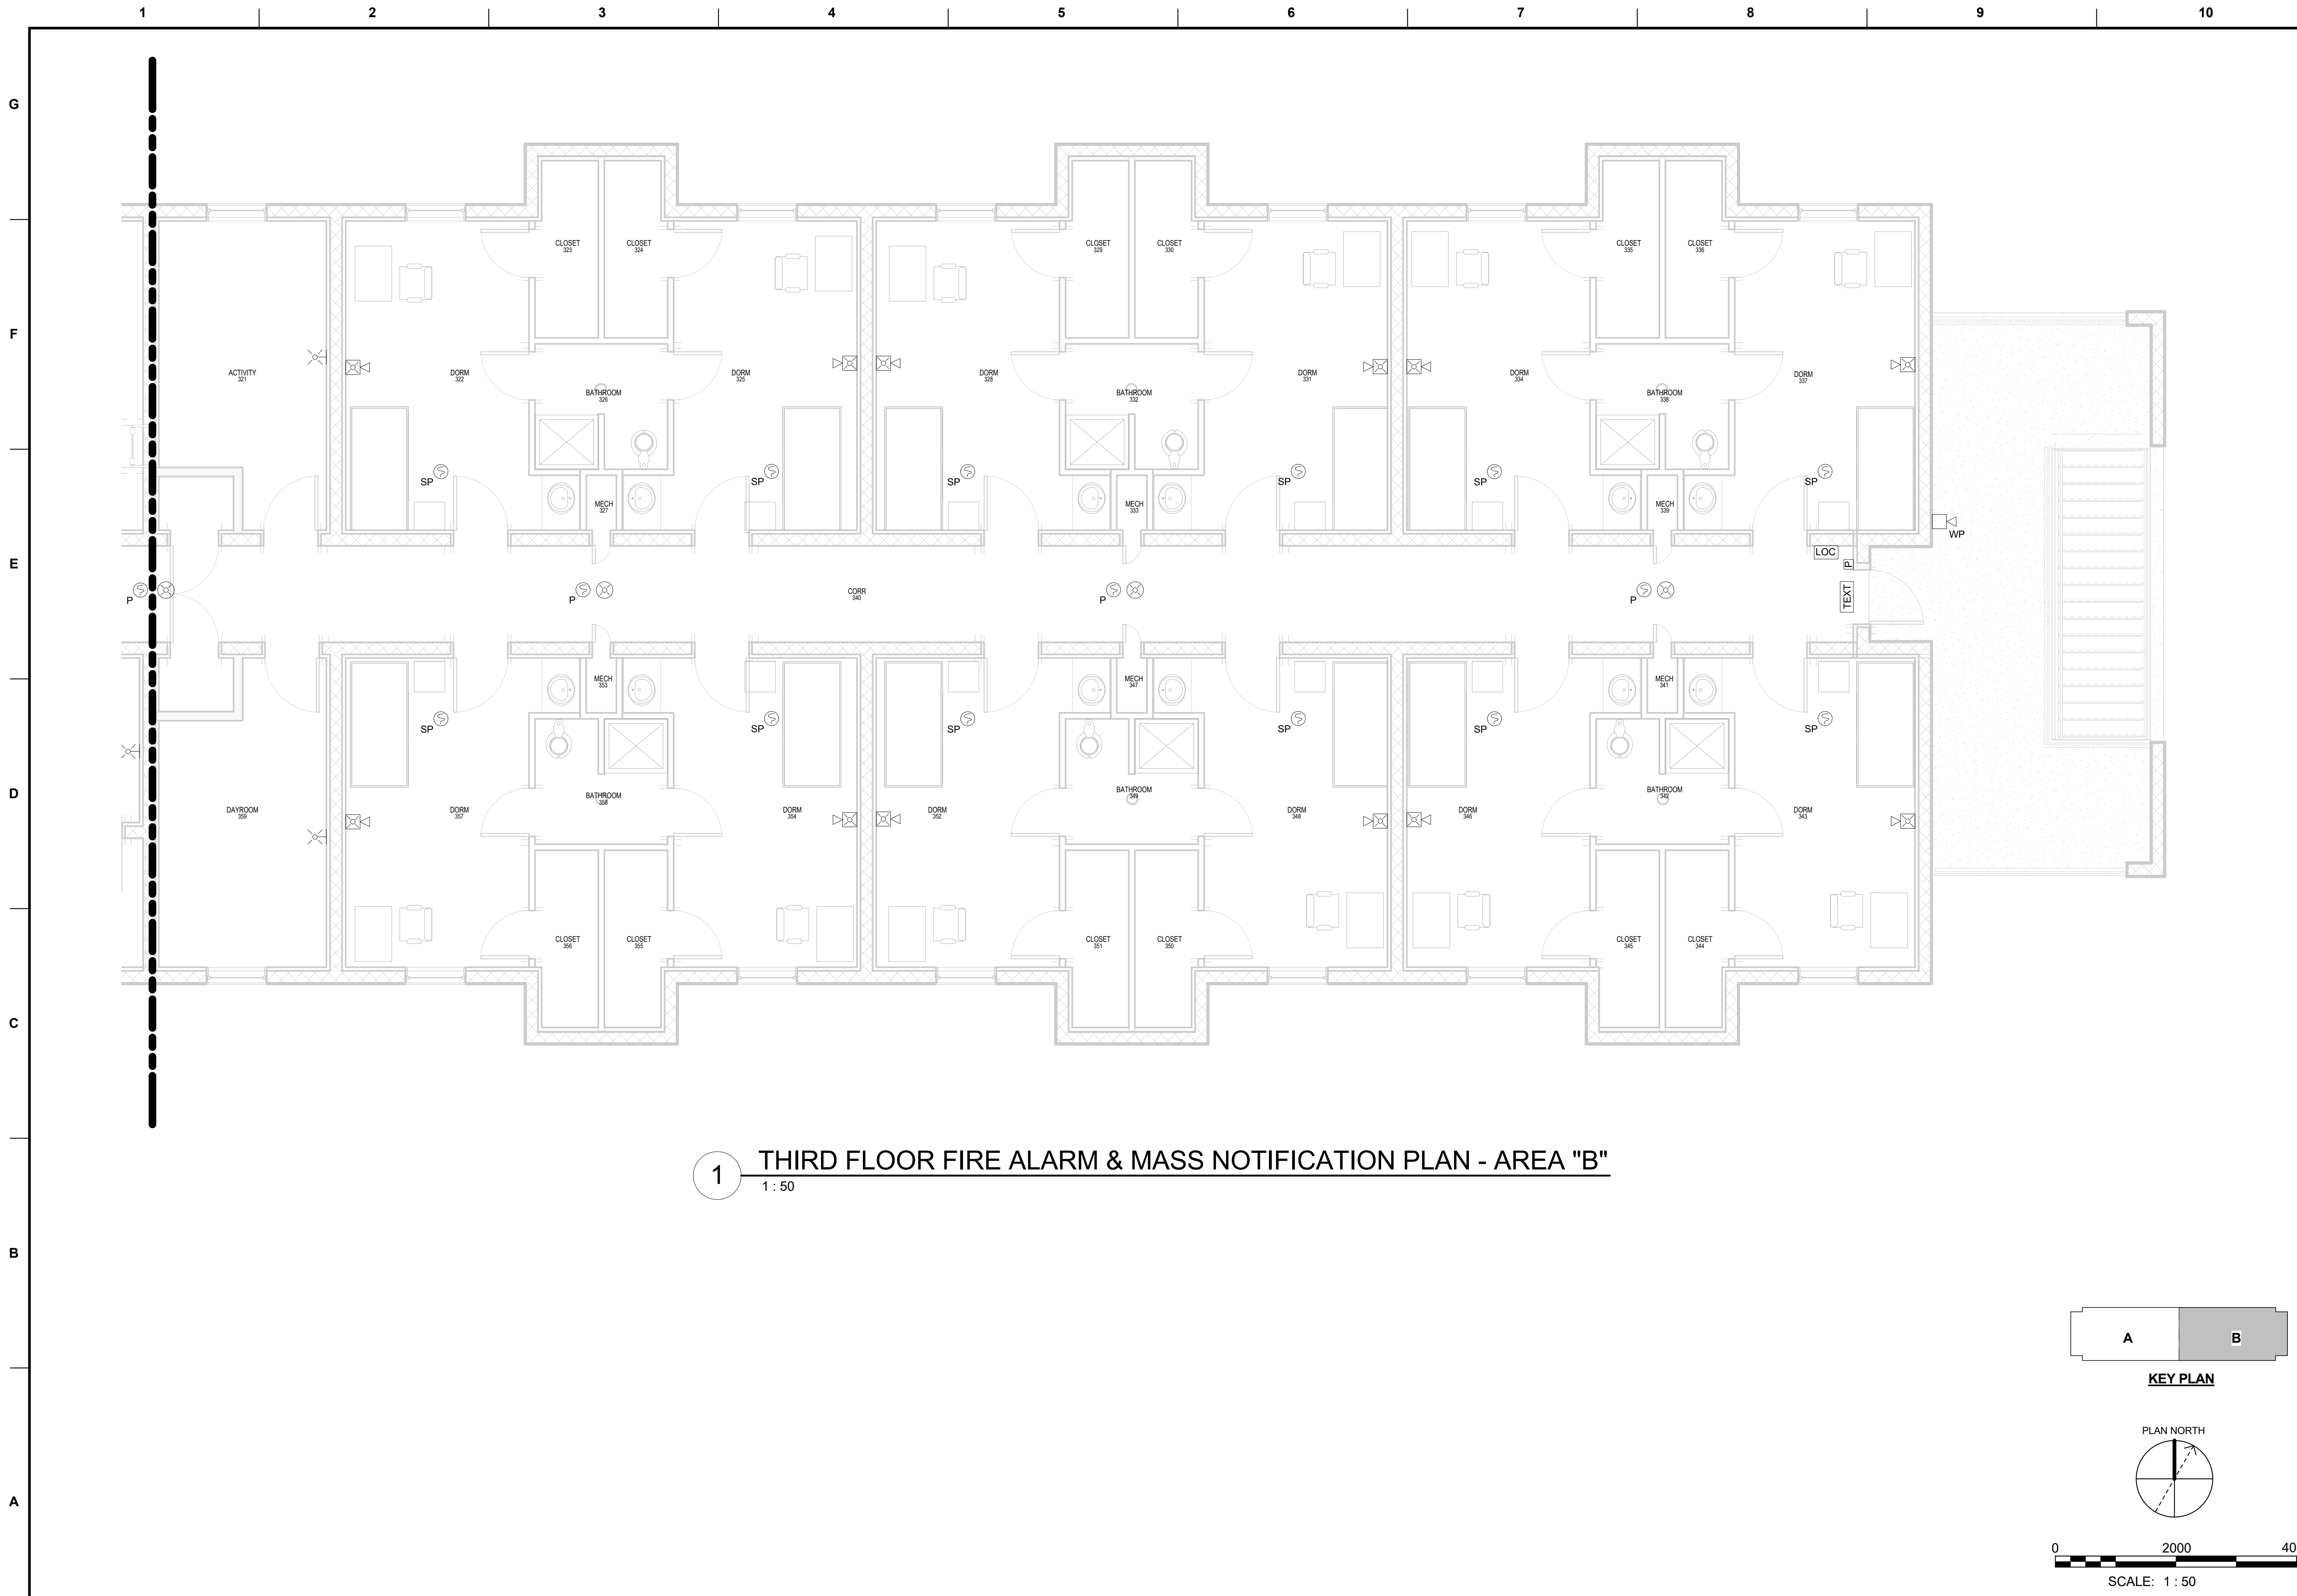 1 2 3 4 5 6 7 8 9 10
G
F
E
D
C
B
A
CLOSET
323
CLOSET
324
CLOSET
329
CLOSET
330
CLOSET
335
CLOSET
336
ACTIVITY
321
DORM
322
DORM
325
DORM
328
DORM
331
DORM
334
DORM
337
BATHROOM
326
BATHROOM
332
BATHROOM
338
SP
SP
SP
SP
SP
SP
MECH
327
MECH
333
MECH
339
WP
LOC
P
TEXT
CORR
340
P
P
P
P
MECH
353
MECH
347
MECH
341
SP
SP
SP
SP
SP
SP
BATHROOM
358
BATHROOM
349
BATHROOM
342
DAYROOM
359
DORM
357
DORM
354
DORM
352
DORM
348
DORM
346
DORM
343
CLOSET
356
CLOSET
355
CLOSET
351
CLOSET
350
CLOSET
345
CLOSET
344
1
THIRD FLOOR FIRE ALARM & MASS NOTIFICATION PLAN - AREA "B"
1 : 50
A
B
KEY PLAN
PLAN NORTH
0 2000 40
SCALE: 1 : 50